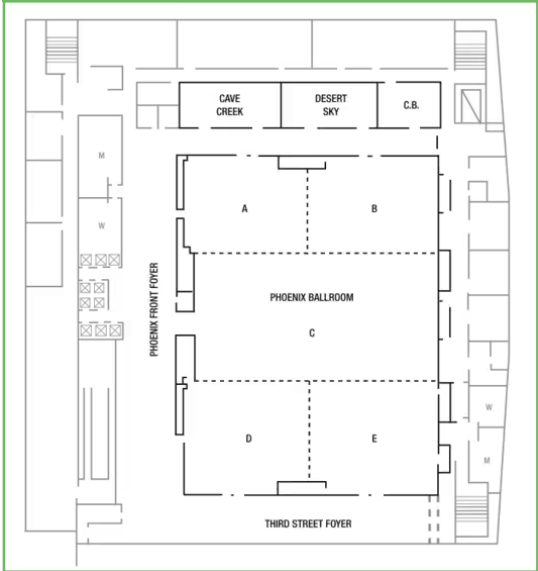 CAVE
CREEK
DESERT
SKY
C.B.
M
A
B
W
PHOENIX FRONT FOYER
PHOENIX BALLROOM
C
W
D
E
M
THIRD STREET FOYER